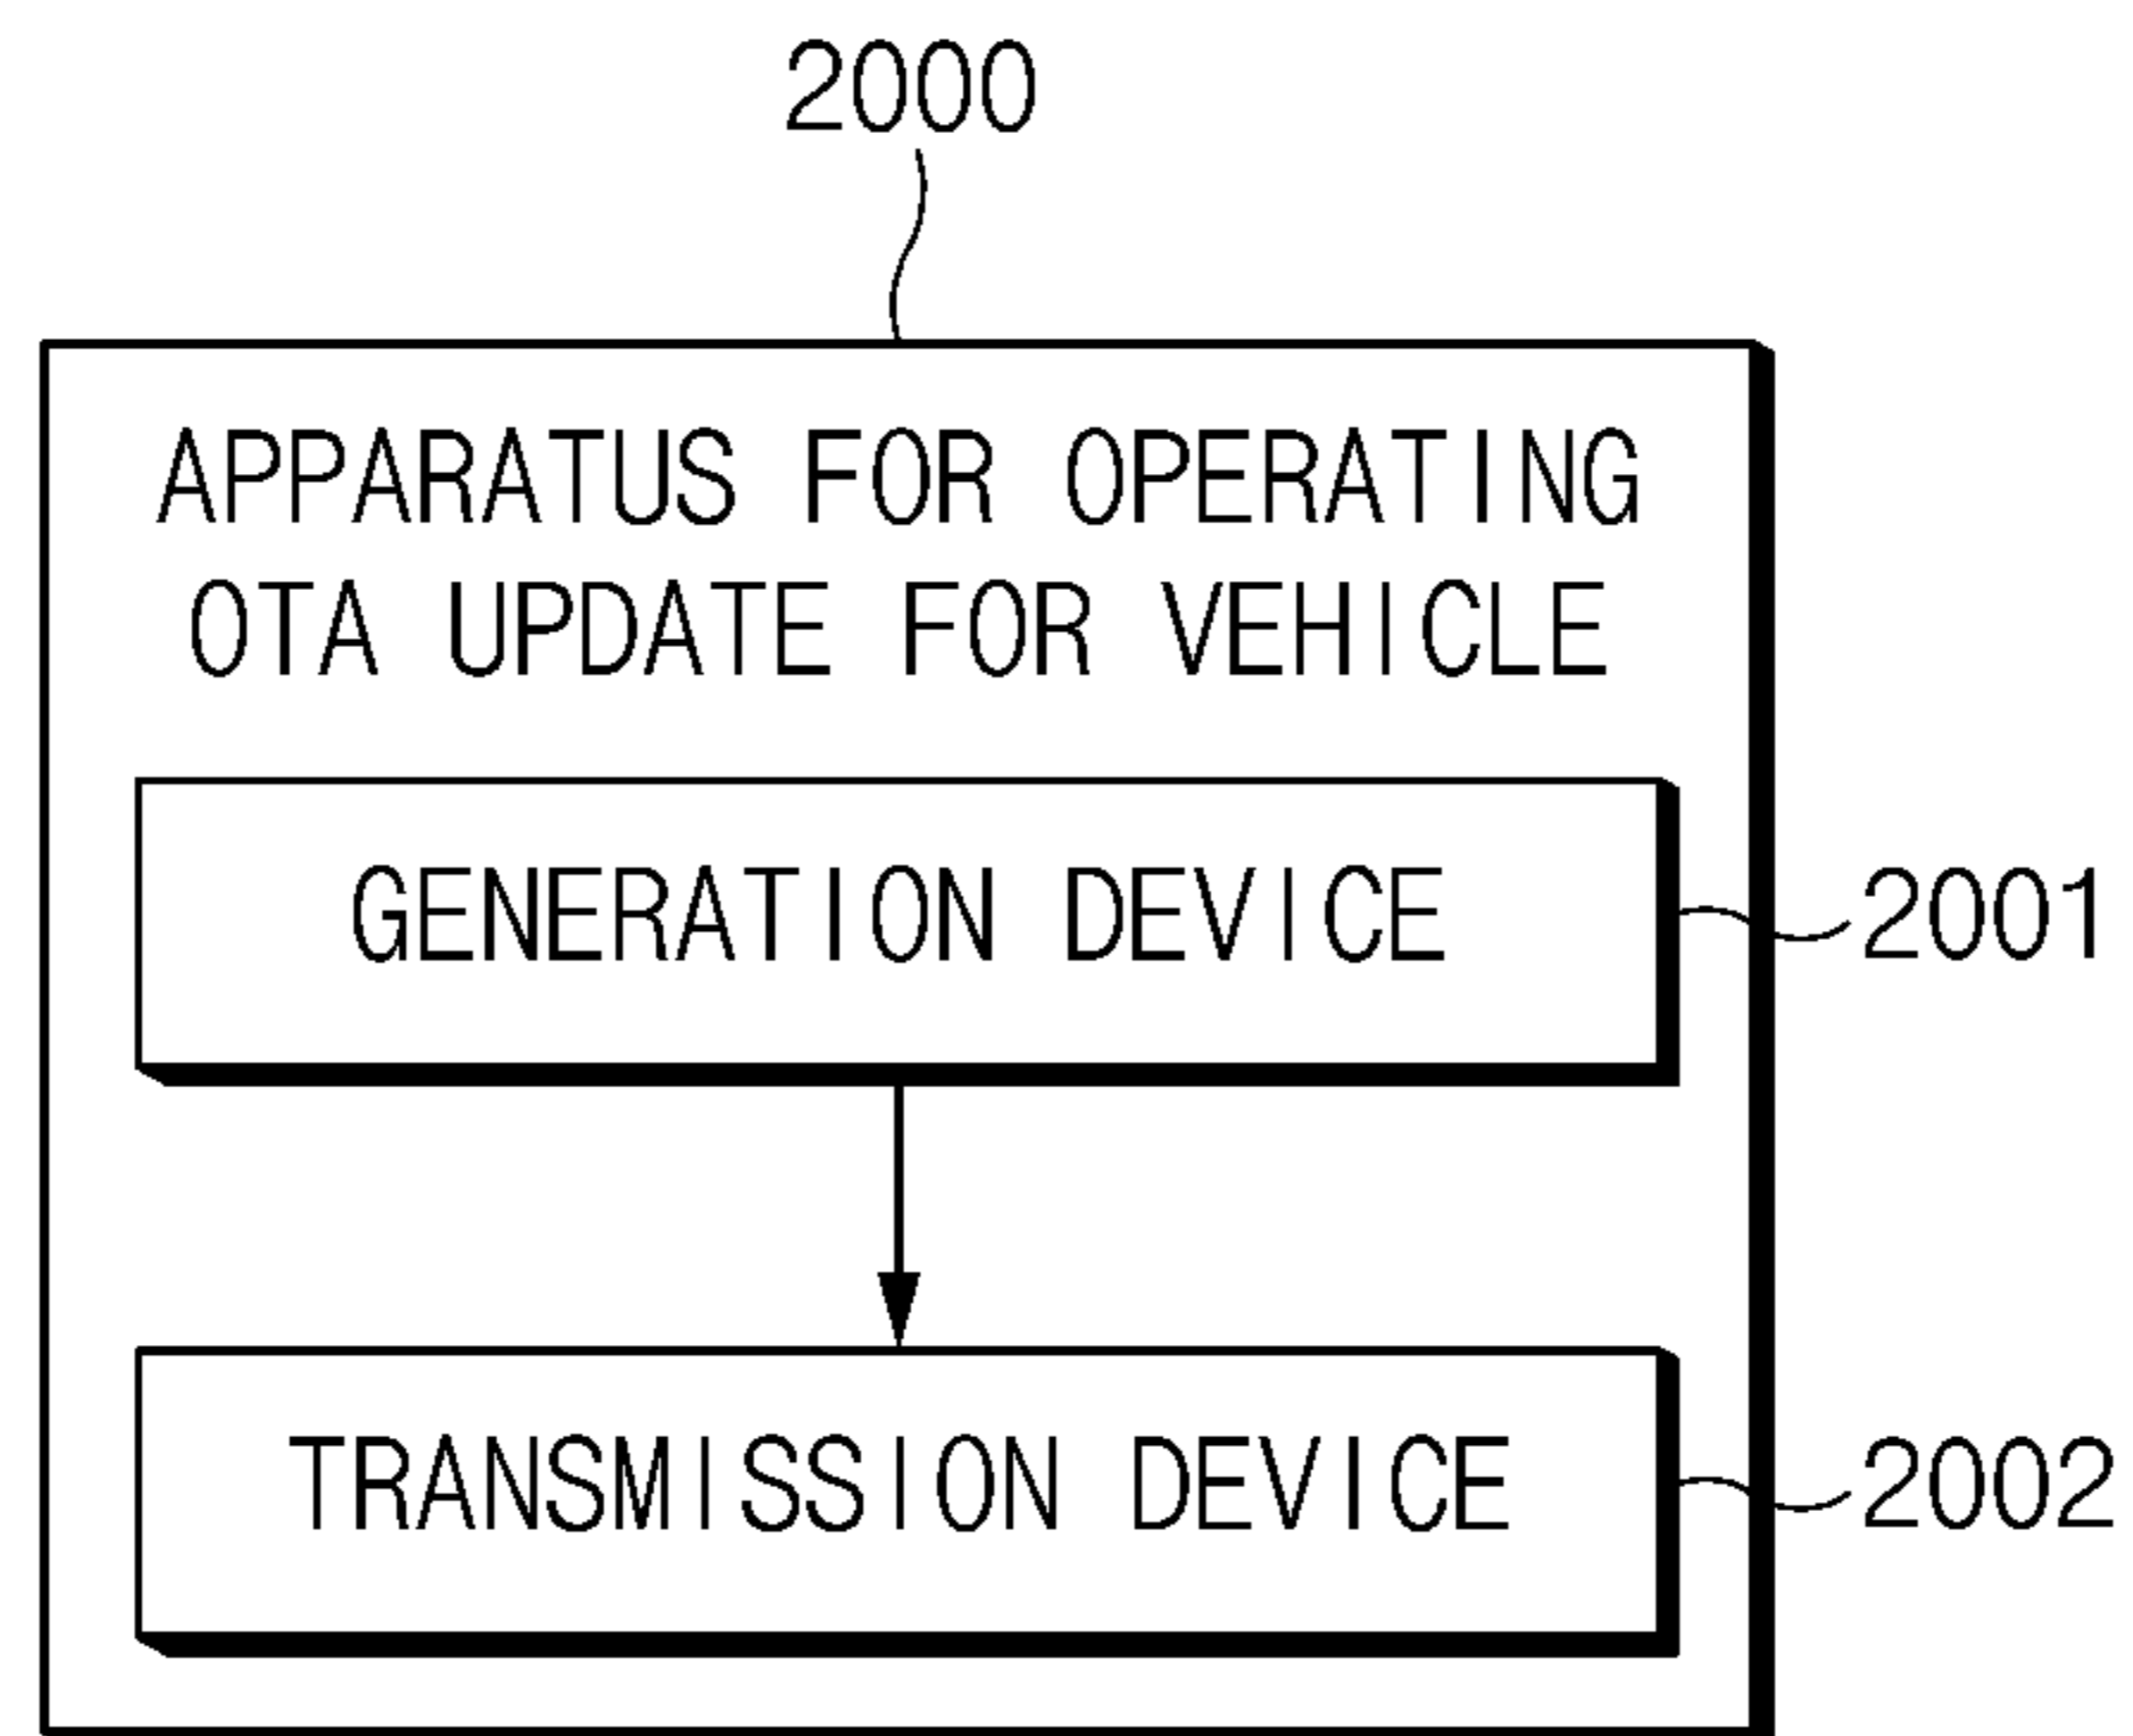 2000
APPARATUS FOR OPERATING
OTA UPDATE FOR VEHICLE
GENERATION DEVICE
2001
TRANSMISSION DEVICE
2002